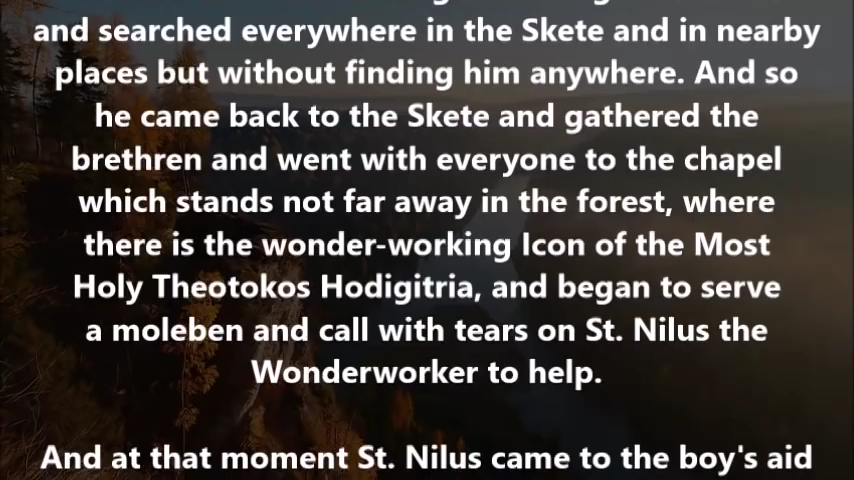 and searched everywhere in the Skete and in nearby
places but without finding him anywhere. And so
he came back to the Skete and gathered the
brethren and went with everyone to the chapel
which stands not far away in the forest, where
there is the wonder-working Icon of the Most
Holy Theotokos Hodigitria, and began to serve
a moleben and call with tears on St. Nilus the
Wonderworker to help.
And at that moment St. Nilus came to the boy's aid